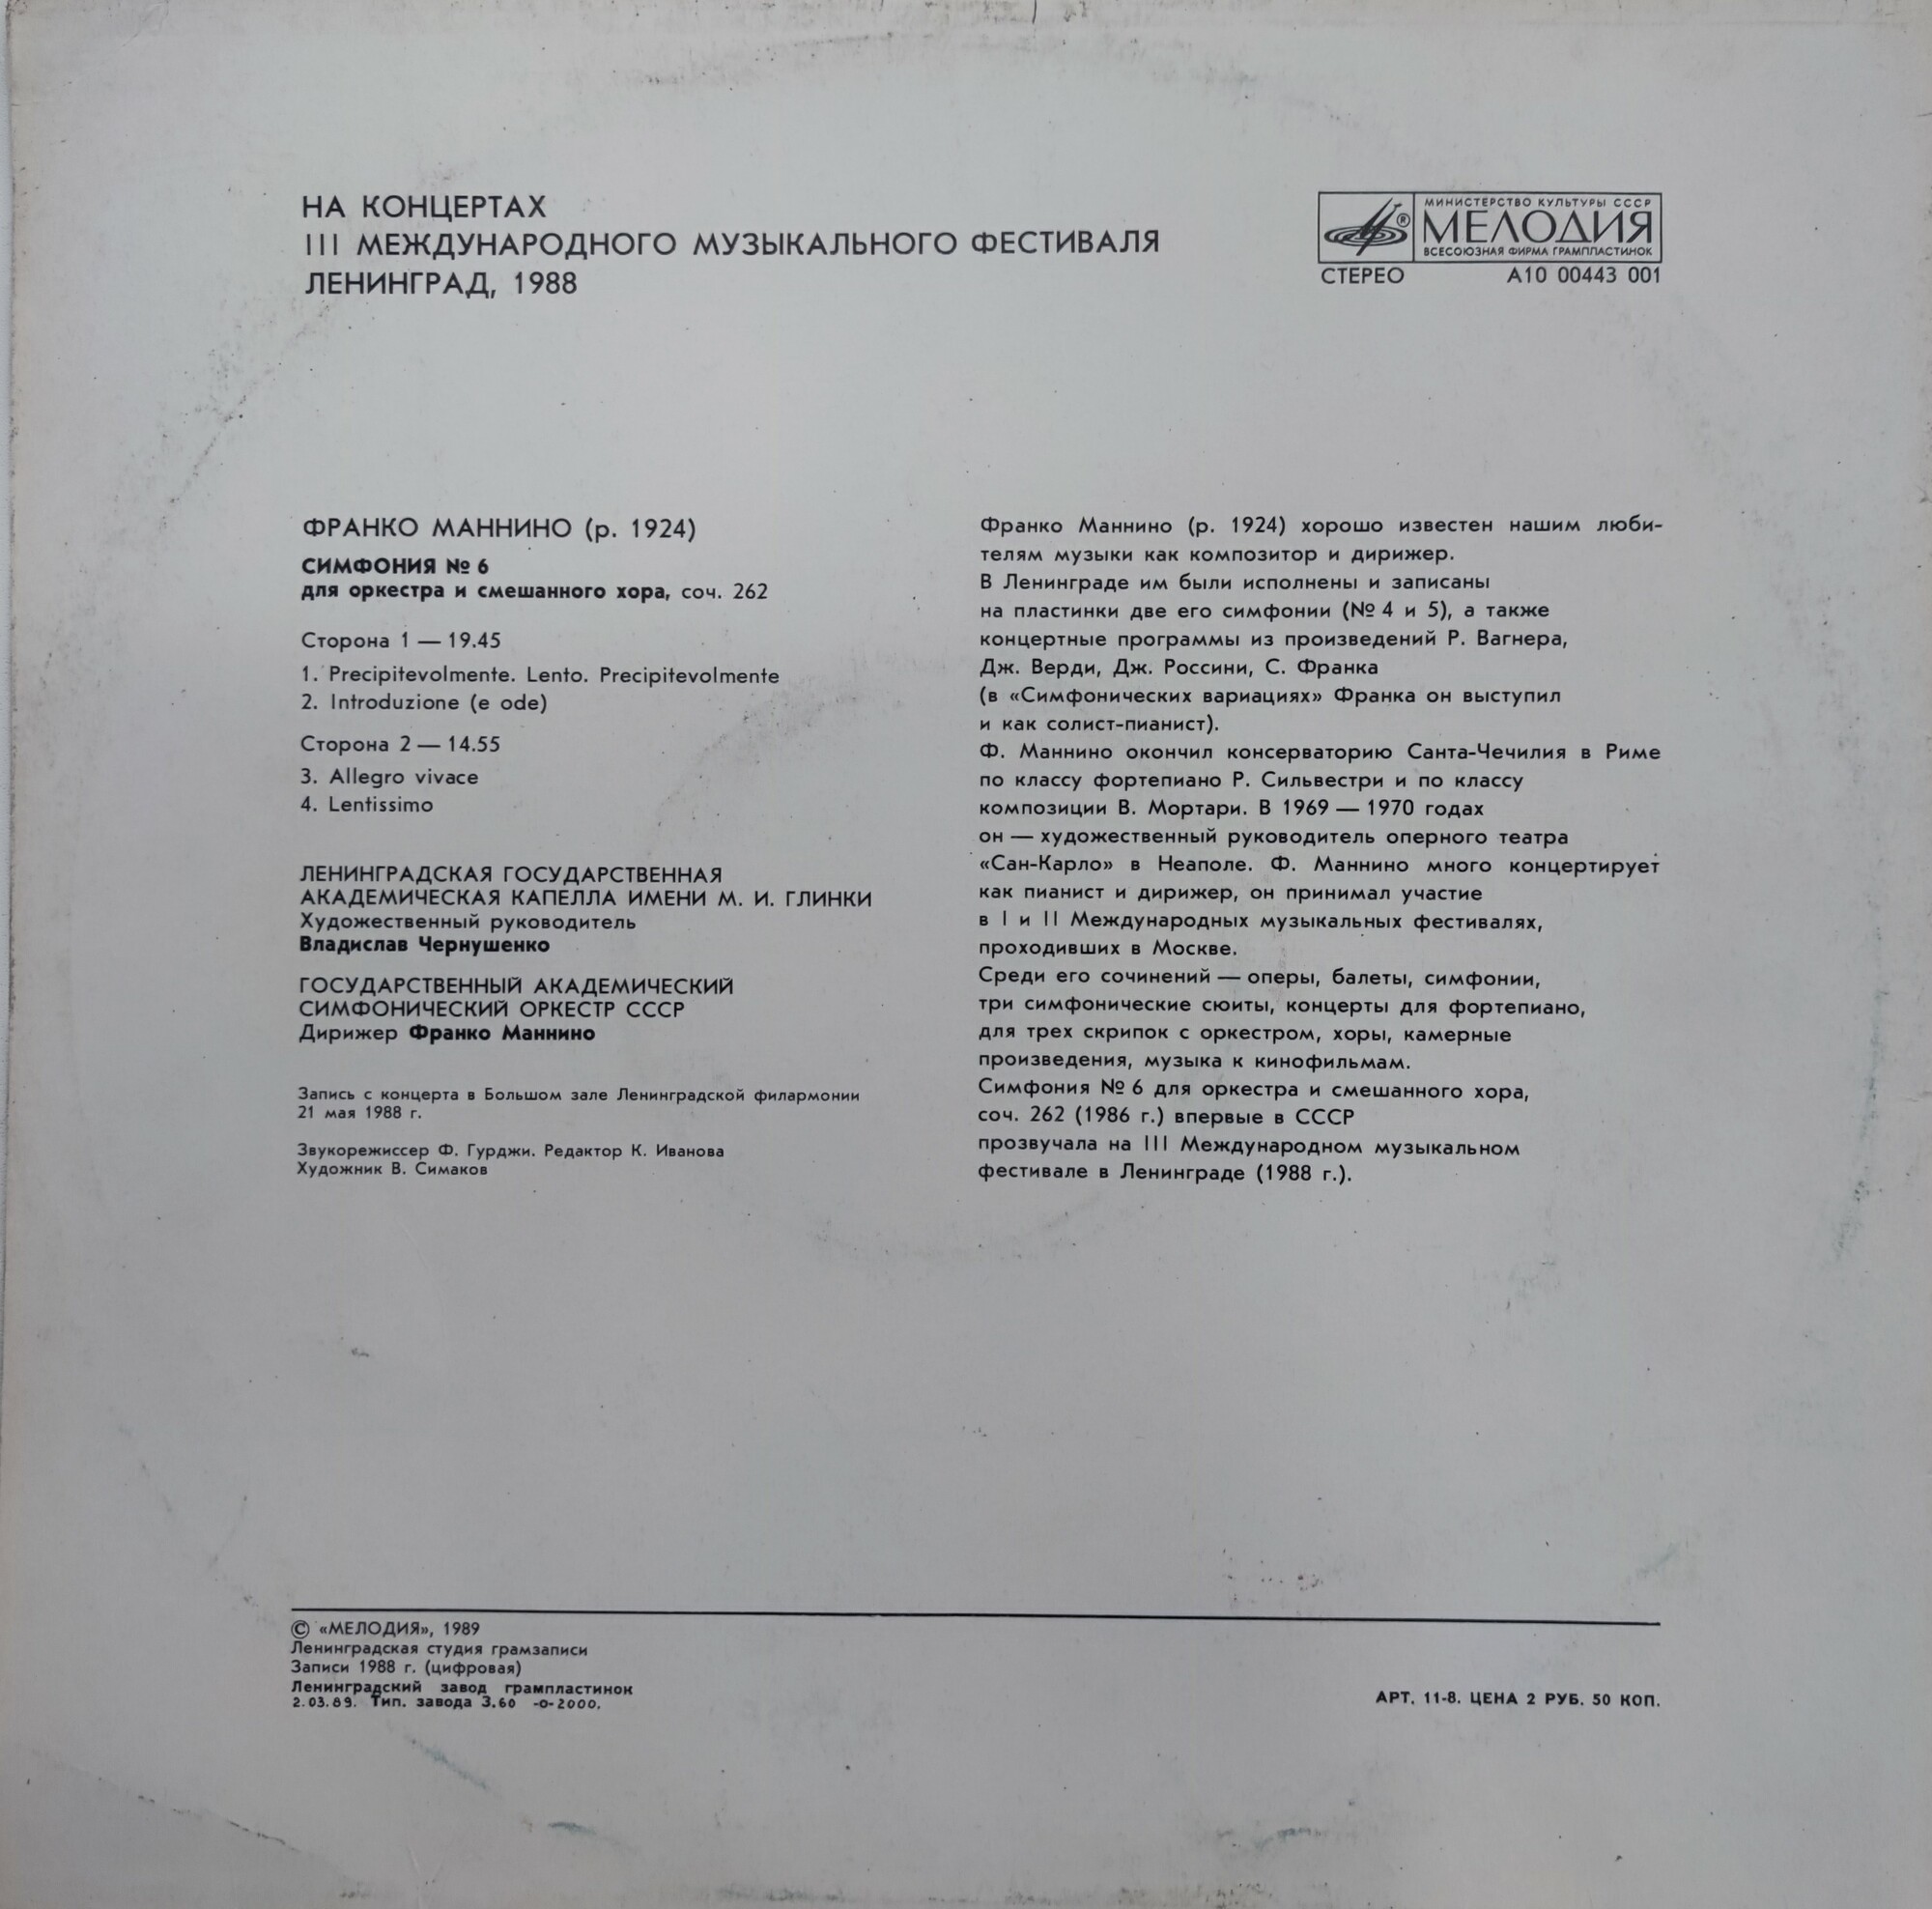 НА КОНЦЕРТАХ
III МЕЖДУНАРОДНОГО МУЗЫКАЛЬНОГО ФЕСТИВАЛЯ
ЛЕНИНГРАД, 1988
МИНИСТЕРСТВО КУЛЬТУРЫ СССР
®
МЕЛОДИЯ
ВСЕСОЮЗНАЯ ФИРМА ГРАМПЛАСТИНОК
СТЕРЕО А10 00443 001
ФРАНКО МАННИНО (р. 1924)
СИМФОНИЯ № 6
для оркестра и смешанного хора, соч. 262
Сторона 1 — 19.45
1. Precipitevolmente. Lento. Precipitevolmente
2. Introduzione (e ode)
Сторона 2 — 14.55
3. Allegro vivace
4. Lentissimo
ЛЕНИНГРАДСКАЯ ГОСУДАРСТВЕННАЯ
АКАДЕМИЧЕСКАЯ КАПЕЛЛА ИМЕНИ М. И. ГЛИНКИ
Художественный руководитель
Владислав Чернушенко
ГОСУДАРСТВЕННЫЙ АКАДЕМИЧЕСКИЙ
СИМФОНИЧЕСКИЙ ОРКЕСТР СССР
Дирижер Франко Маннино
Запись с концерта в Большом зале Ленинградской филармонии
21 мая 1988 г.
Звукорежиссер Ф. Гурджи. Редактор К. Иванова
Художник В. Симаков
Франко Маннино (р. 1924) хорошо известен нашим люби-
телям музыки как композитор и дирижер.
В Ленинграде им были исполнены и записаны
на пластинки две его симфонии (№ 4 и 5), а также
концертные программы из произведений Р. Вагнера,
Дж. Верди, Дж. Россини, С. Франка
(в «Симфонических вариациях» Франка он выступил
и как солист-пианист).
Ф. Маннино окончил консерваторию Санта-Чечилия в Риме
по классу фортепиано Р. Сильвестри и по классу
композиции В. Мортари. В 1969 — 1970 годах
он — художественный руководитель оперного театра
«Сан-Карло» в Неаполе. Ф. Маннино много концертирует
как пианист и дирижер, он принимал участие
в I и II Международных музыкальных фестивалях,
проходивших в Москве.
Среди его сочинений — оперы, балеты, симфонии,
три симфонические сюиты, концерты для фортепиано,
для трех скрипок с оркестром, хоры, камерные
произведения, музыка к кинофильмам.
Симфония № 6 для оркестра и смешанного хора,
соч. 262 (1986 г.) впервые в СССР
прозвучала на III Международном музыкальном
фестивале в Ленинграде (1988 г.).
© «МЕЛОДИЯ», 1989
Ленинградская студия грамзаписи
Записи 1988 г. (цифровая)
Ленинградский завод грампластинок
2.03.89. Тип. завода З.60 -0-2000.
АРТ. 11-8. ЦЕНА 2 РУБ. 50 КОП.